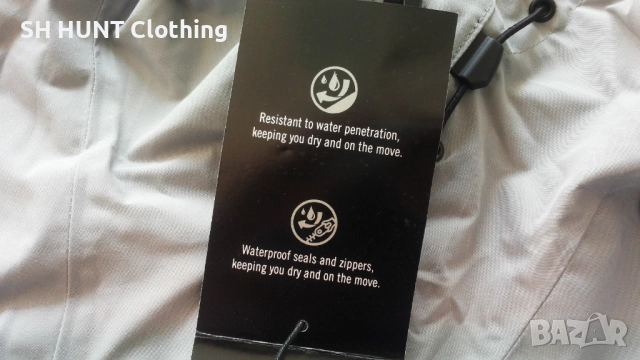 SH HUNT Clothing
Resistant to water penetration,
keeping you dry and on the move.
Waterproof seals and zippers,
keeping you dry and on the move.
BAZAR